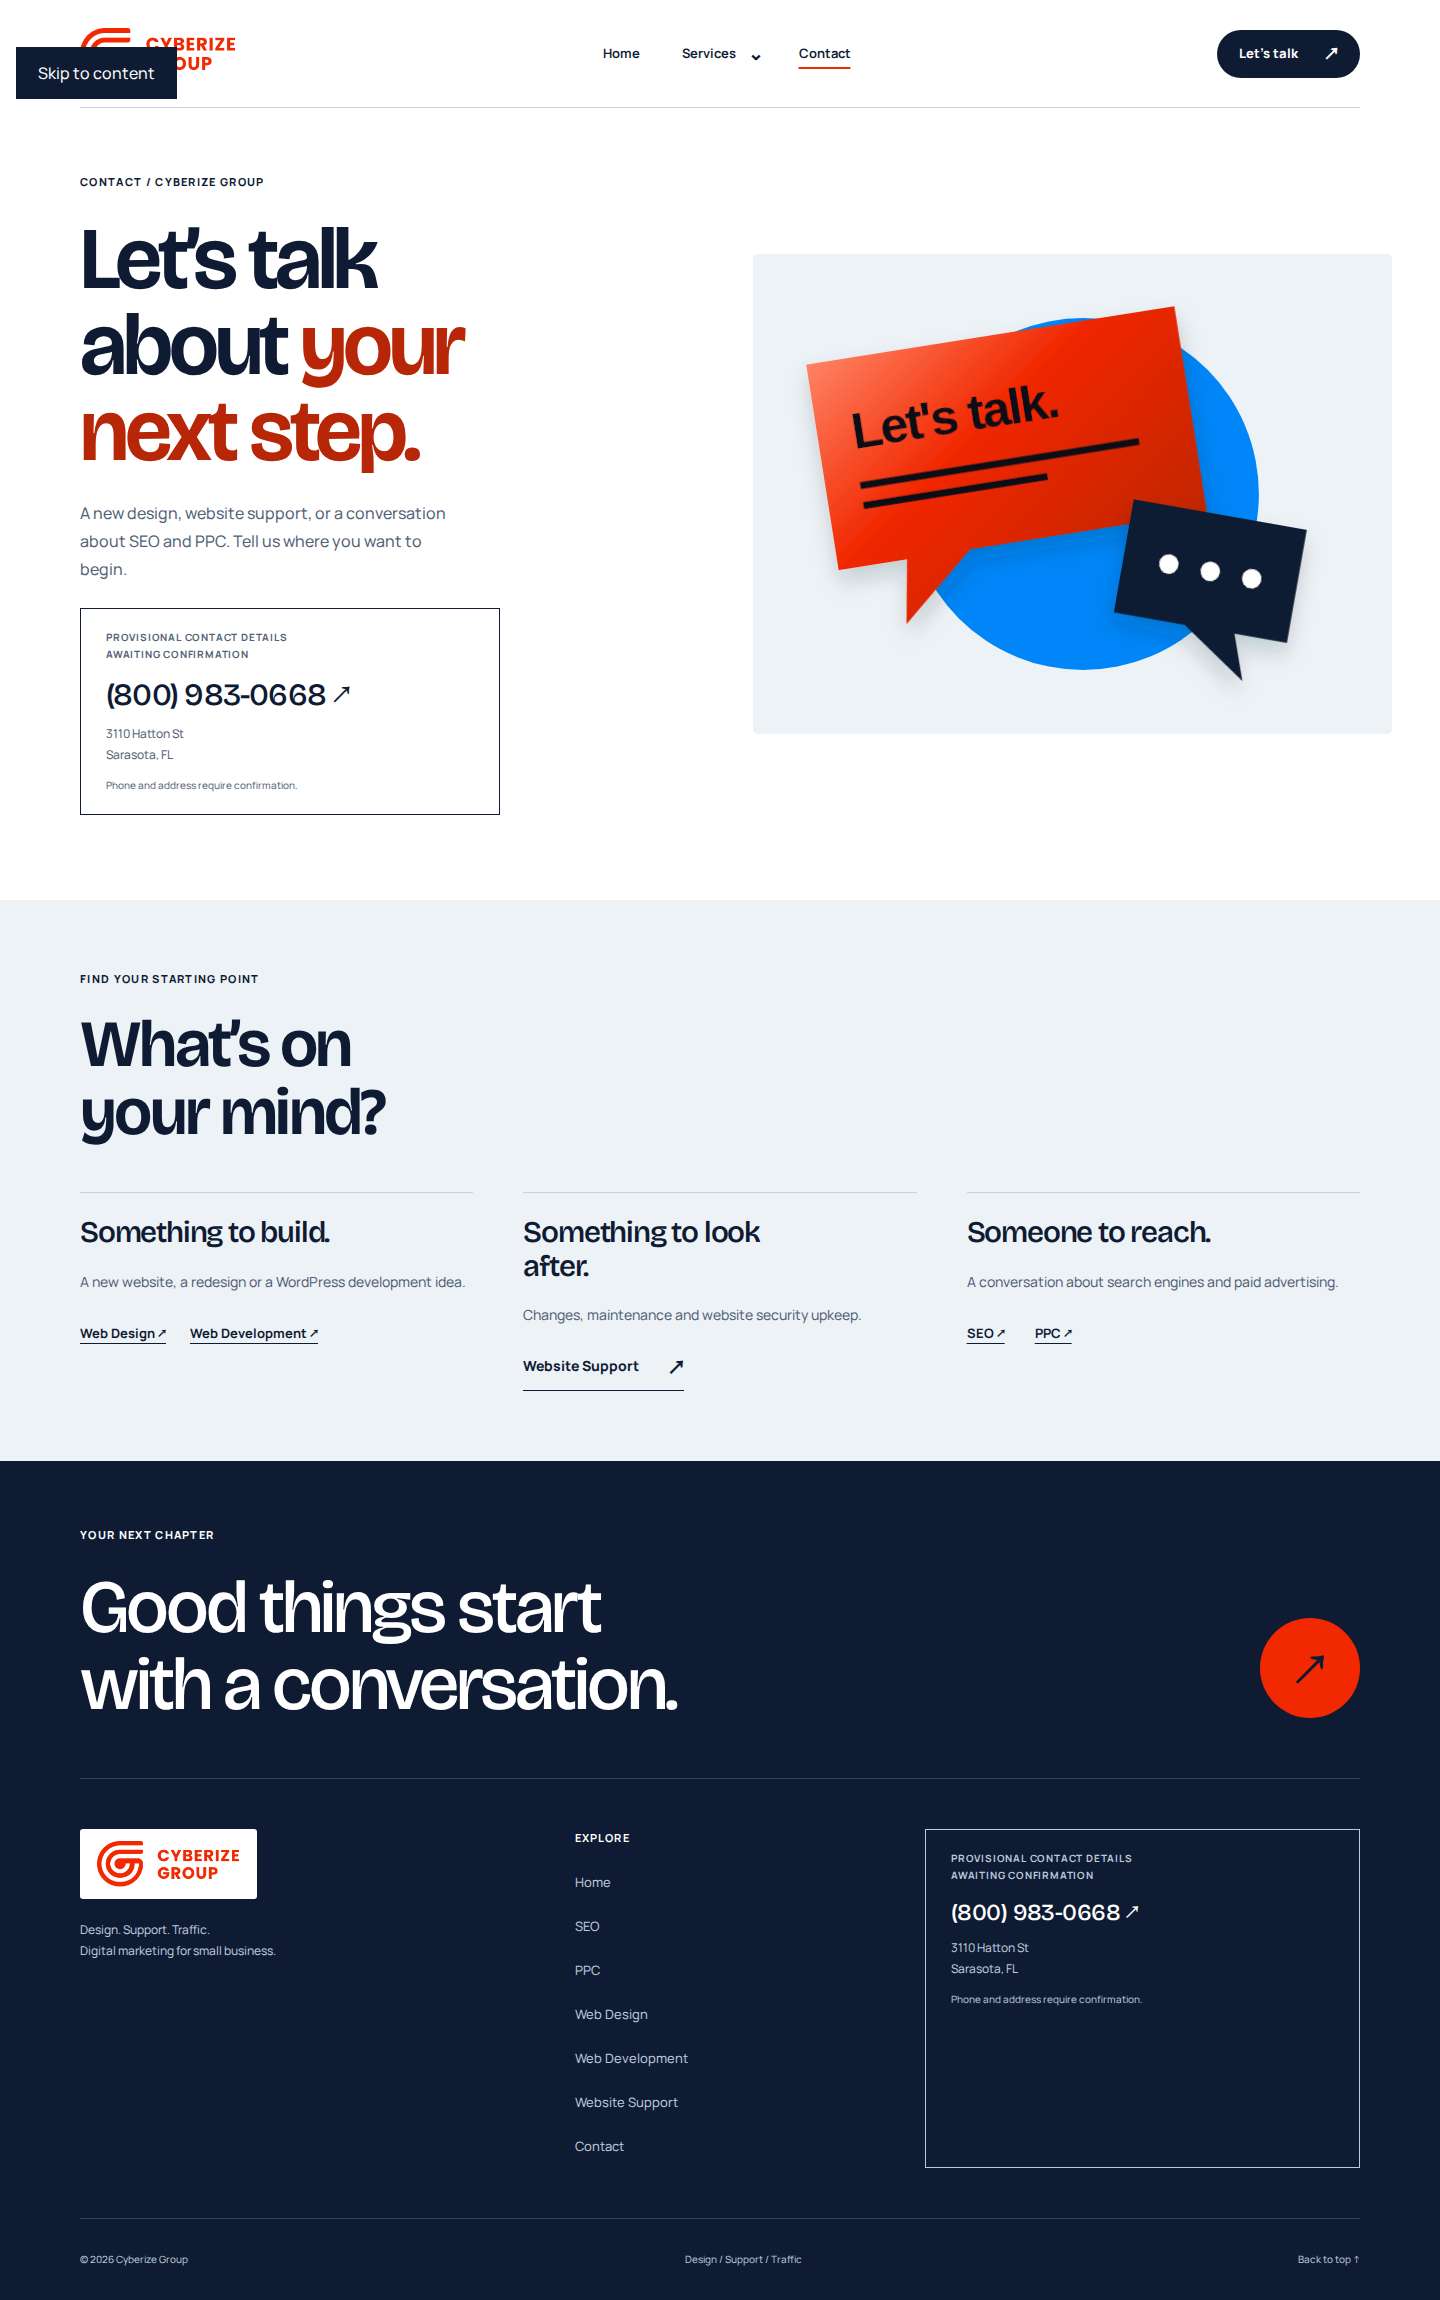 CYBERIZE
OUP
Skip to content
Home
Services
Contact
Let's talk ↗
CONTACT / CYBERIZE GROUP
Let's talk
about your
next step.
A new design, website support, or a conversation
about SEO and PPC. Tell us where you want to
begin.
PROVISIONAL CONTACT DETAILS
AWAITING CONFIRMATION
(800) 983-0668 ↗
3110 Hatton St
Sarasota, FL
Phone and address require confirmation.
Let's talk.
FIND YOUR STARTING POINT
What's on
your mind?
Something to build.
A new website, a redesign or a WordPress development idea.
Web Design ↗
Web Development ↗
Something to look
after.
Changes, maintenance and website security upkeep.
Website Support ↗
Someone to reach.
A conversation about search engines and paid advertising.
SEO ↗
PPC ↗
YOUR NEXT CHAPTER
Good things start
with a conversation.
↗
CYBERIZE
GROUP
Design. Support. Traffic.
Digital marketing for small business.
EXPLORE
Home
SEO
PPC
Web Design
Web Development
Website Support
Contact
PROVISIONAL CONTACT DETAILS
AWAITING CONFIRMATION
(800) 983-0668 ↗
3110 Hatton St
Sarasota, FL
Phone and address require confirmation.
© 2026 Cyberize Group
Design / Support / Traffic
Back to top ↑